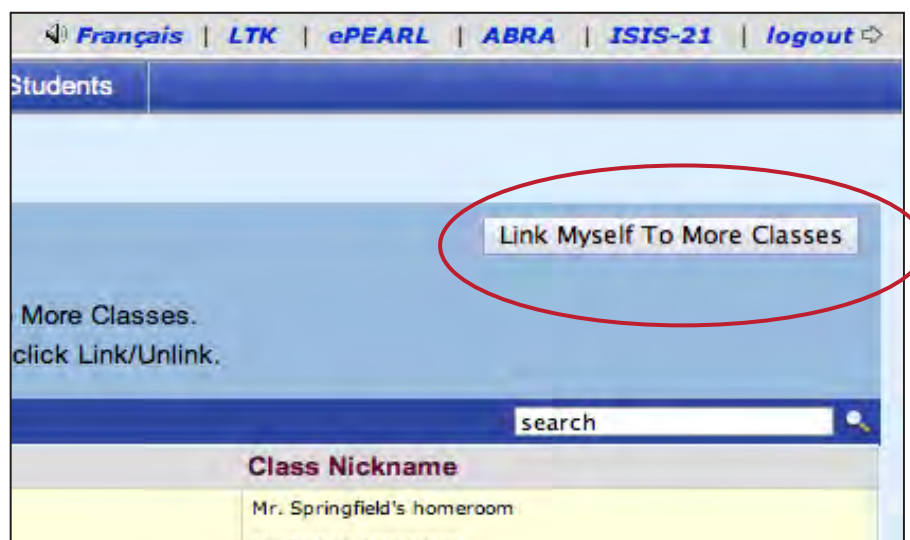 Français | LTK | ePEARL | ABRA | ISIS-21 | logout
Students
Link Myself To More Classes
More Classes.
click Link/Unlink.
search
Class Nickname
Mr. Springfield's homeroom